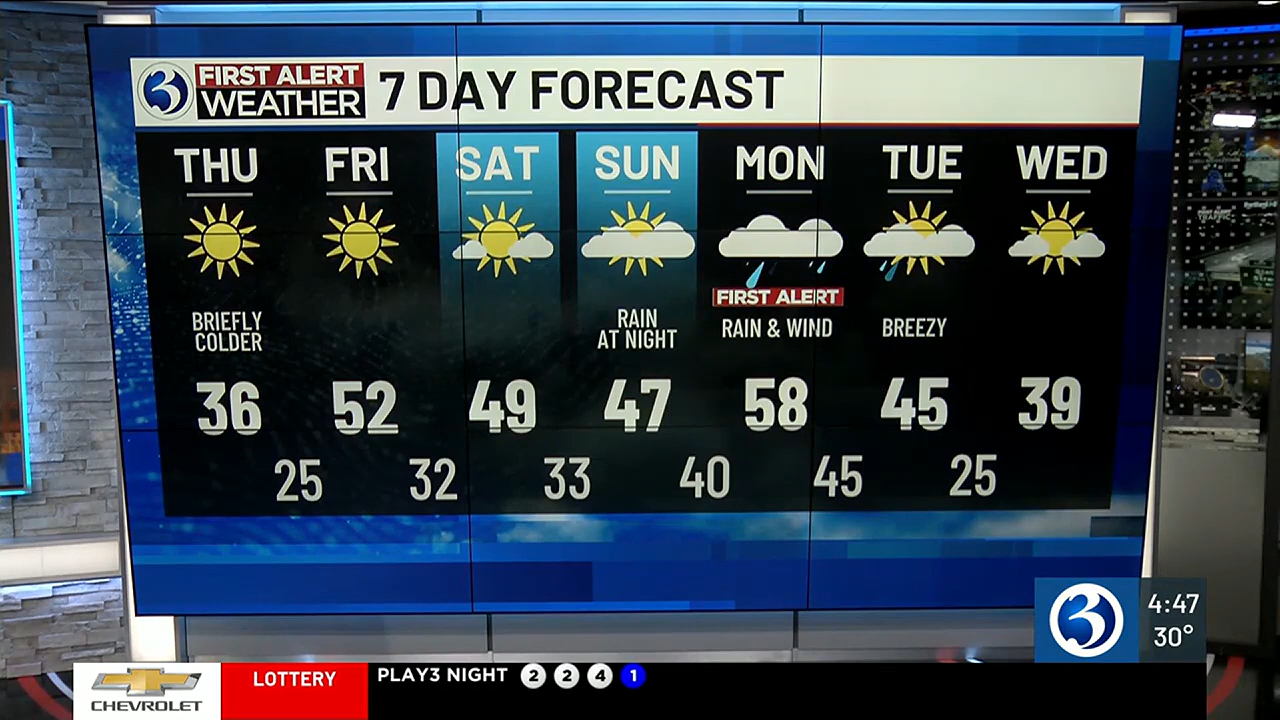 3 FIRST ALERT
WEATHER
7 DAY FORECAST
THU FRI SAT SUN MON TUE WED
FIRST ALERT
BRIEFLY
COLDER
RAIN
AT NIGHT
RAIN & WIND
BREEZY
36 52 49 47 58 45 39
25 32 33 40 45 25
3
4:47
30°
CHEVROLET
LOTTERY
PLAY3 NIGHT 2 2 4 1